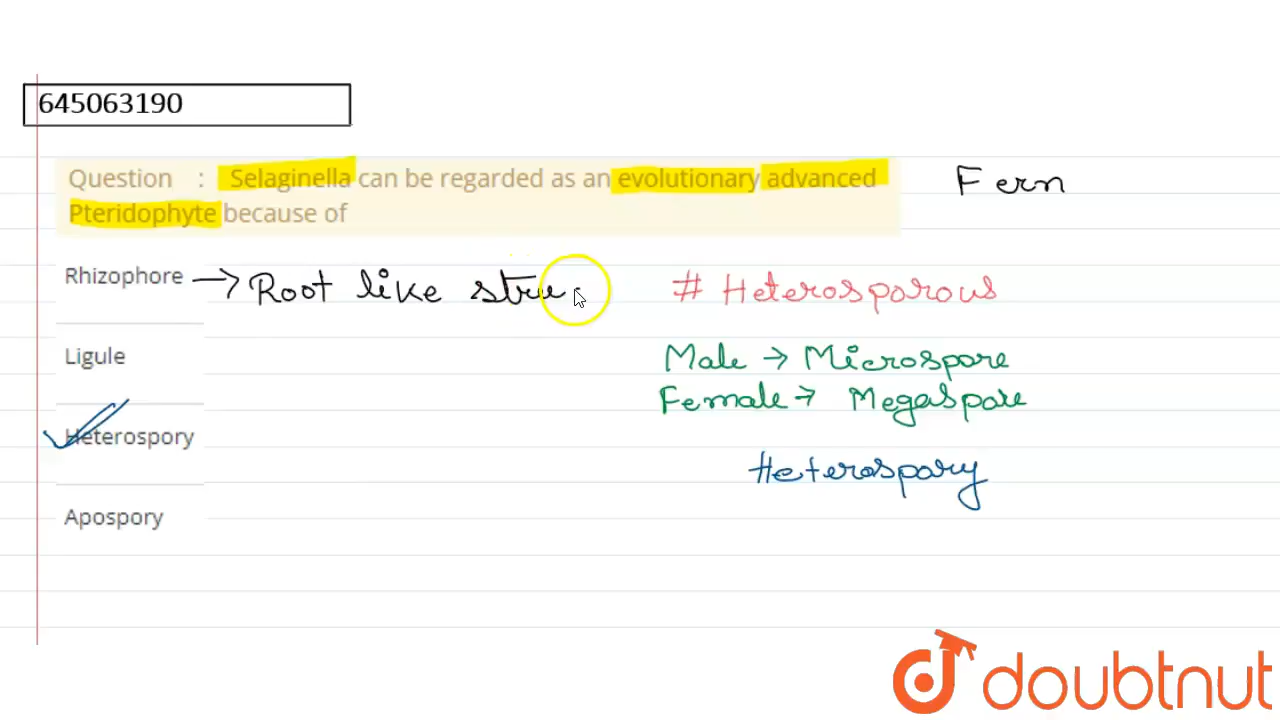 645063190
Question : Selaginella can be regarded as an evolutionary advanced
Pteridophyte because of
Fern
Rhizophore → Root like stru
# Heterosporous
Ligule
Male → Microspore
Female → Megaspore
Heterospory
Heterospory
Apospory
doubtnut